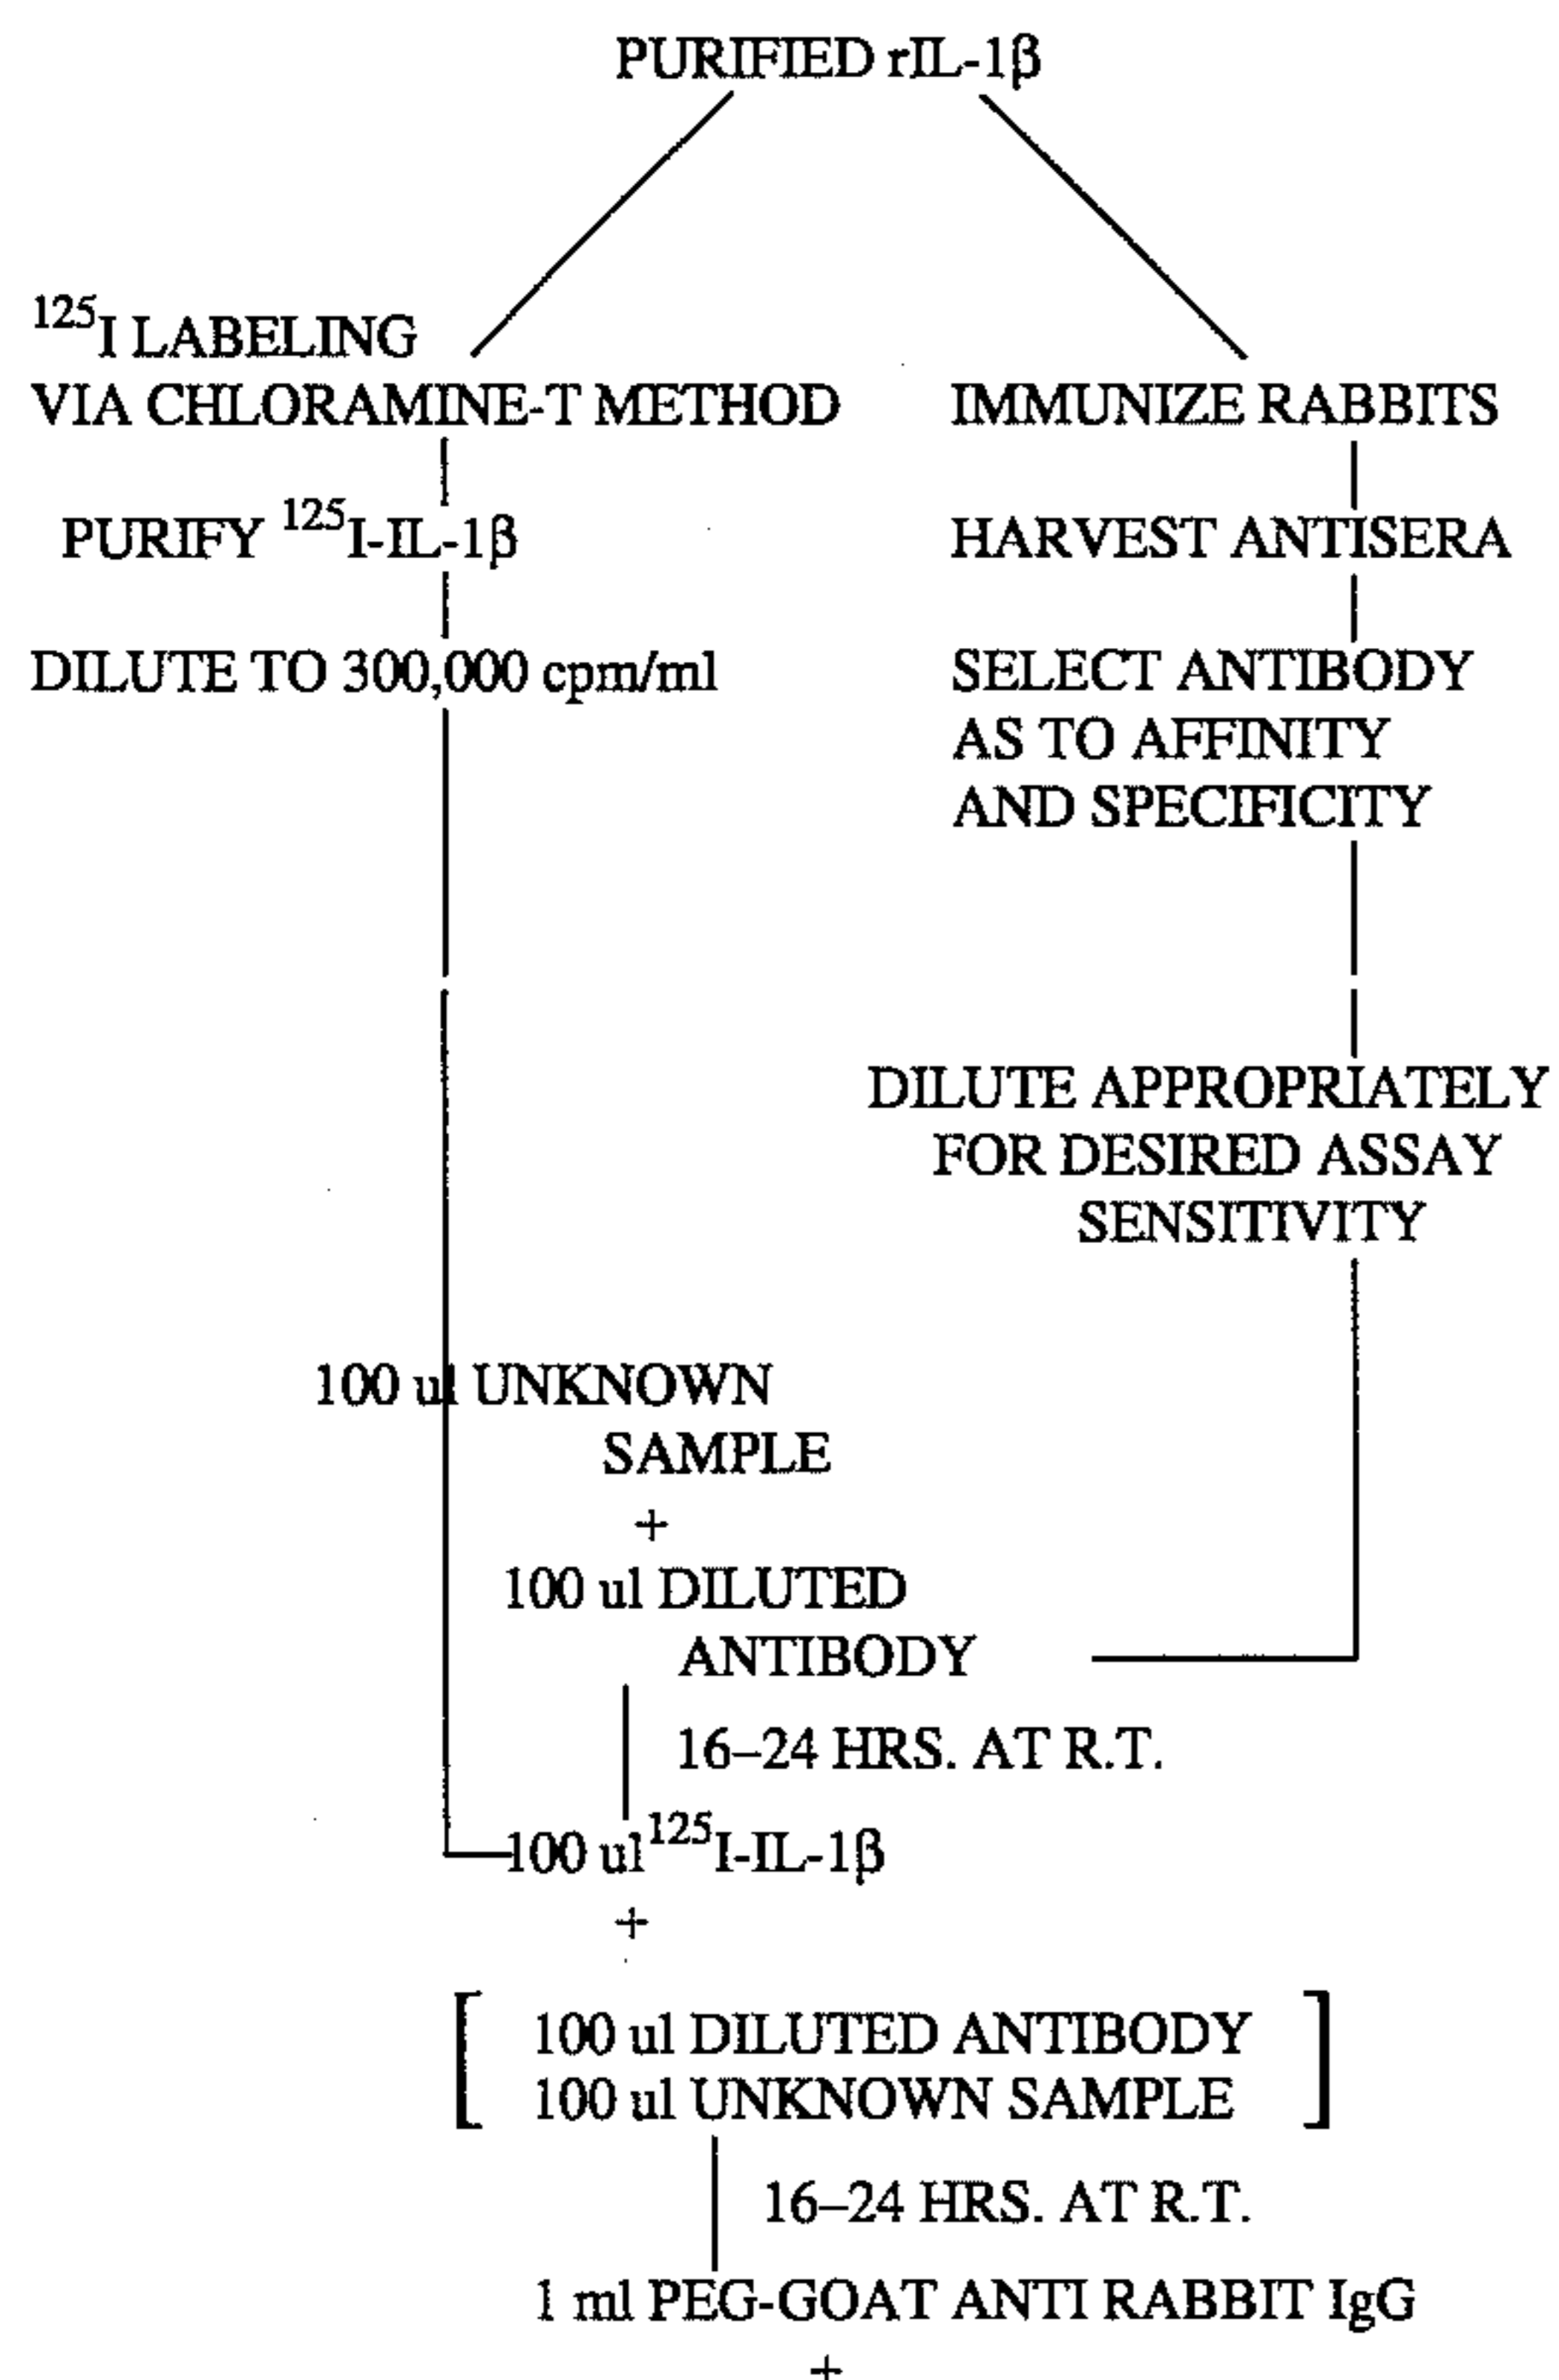 PURIFIED rIL-1β
¹²⁵I LABELING
VIA CHLORAMINE-T METHOD
IMMUNIZE RABBITS
PURIFY ¹²⁵I-IL-1β
HARVEST ANTISERA
DILUTE TO 300,000 cpm/ml
SELECT ANTIBODY
AS TO AFFINITY
AND SPECIFICITY
DILUTE APPROPRIATELY
FOR DESIRED ASSAY
SENSITIVITY
100 ul UNKNOWN
SAMPLE
+
100 ul DILUTED
ANTIBODY
16–24 HRS. AT R.T.
100 ul ¹²⁵I-IL-1β
+
[ 100 ul DILUTED ANTIBODY
100 ul UNKNOWN SAMPLE ]
16–24 HRS. AT R.T.
1 ml PEG-GOAT ANTI RABBIT IgG
+